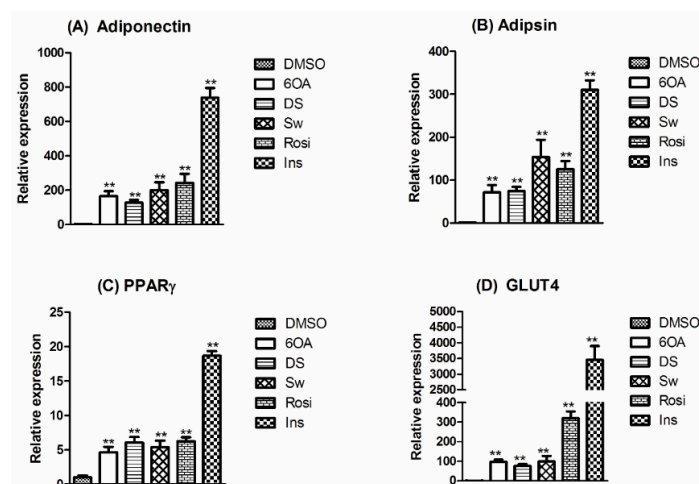 (A) Adiponectin
Relative expression
1000
800
600
400
200
0
**
**
**
**
**
DMSO
6OA
DS
Sw
Rosi
Ins
(B) Adipsin
Relative expression
400
300
200
100
0
**
**
**
**
**
DMSO
6OA
DS
Sw
Rosi
Ins
(C) PPARγ
Relative expression
25
20
15
10
5
0
**
**
**
**
**
DMSO
6OA
DS
Sw
Rosi
Ins
(D) GLUT4
Relative expression
5000
4500
4000
3500
3000
2500
400
300
200
100
0
**
**
**
**
**
DMSO
6OA
DS
Sw
Rosi
Ins